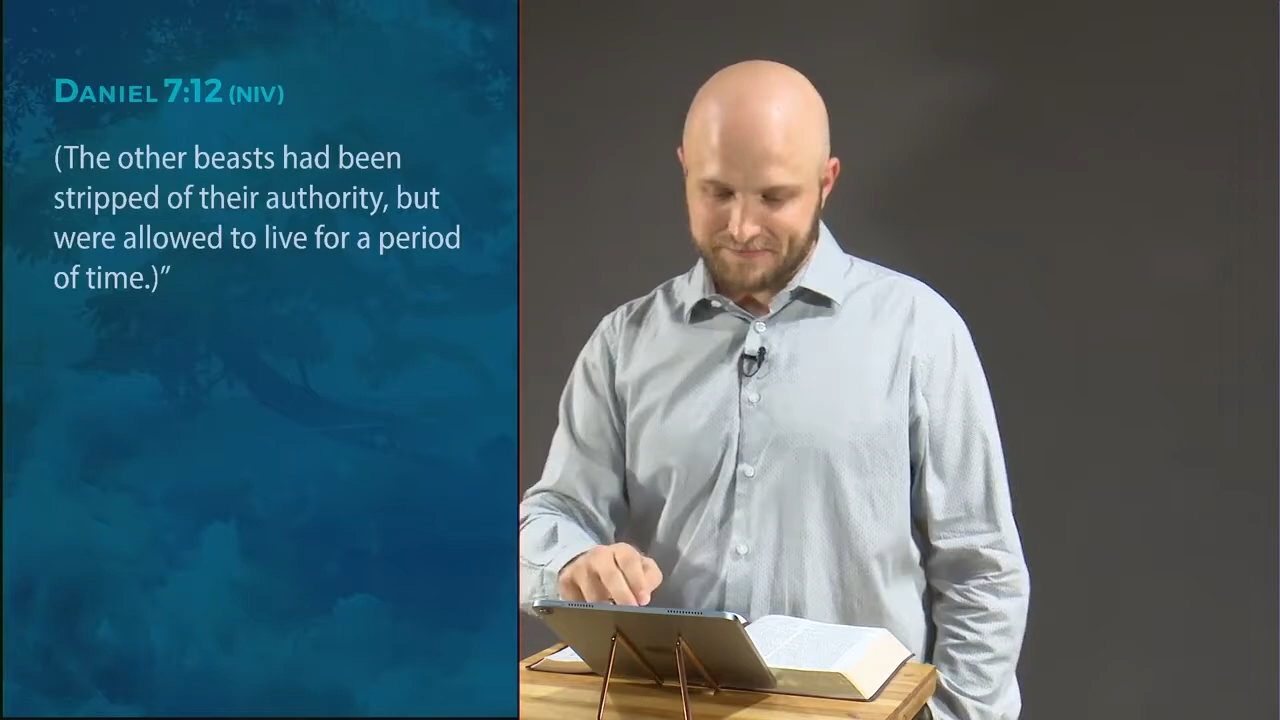 DANIEL 7:12 (NIV)
(The other beasts had been
stripped of their authority, but
were allowed to live for a period
of time.)”